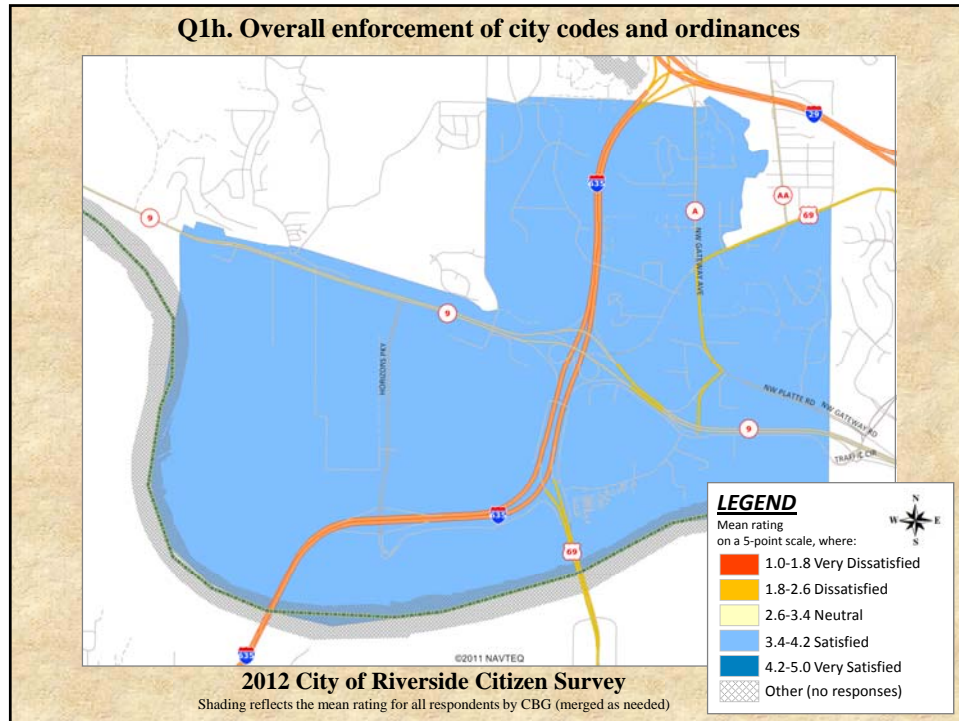 Q1h. Overall enforcement of city codes and ordinances
29
635
A
AA
69
9
NW GATEWAY AVE
9
HORIZONS PKY
NW PLATTE RD
NW GATEWAY RD
9
TRAFFIC CIR
635
69
635
©2011 NAVTEQ
LEGEND
Mean rating
on a 5-point scale, where:
N
W E
S
1.0-1.8 Very Dissatisfied
1.8-2.6 Dissatisfied
2.6-3.4 Neutral
3.4-4.2 Satisfied
4.2-5.0 Very Satisfied
Other (no responses)
2012 City of Riverside Citizen Survey
Shading reflects the mean rating for all respondents by CBG (merged as needed)